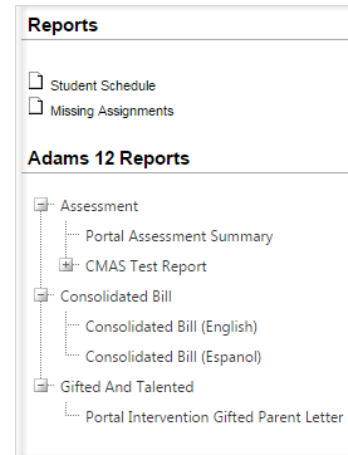 Reports
Student Schedule
Missing Assignments
Adams 12 Reports
Assessment
Portal Assessment Summary
CMAS Test Report
Consolidated Bill
Consolidated Bill (English)
Consolidated Bill (Espanol)
Gifted And Talented
Portal Intervention Gifted Parent Letter